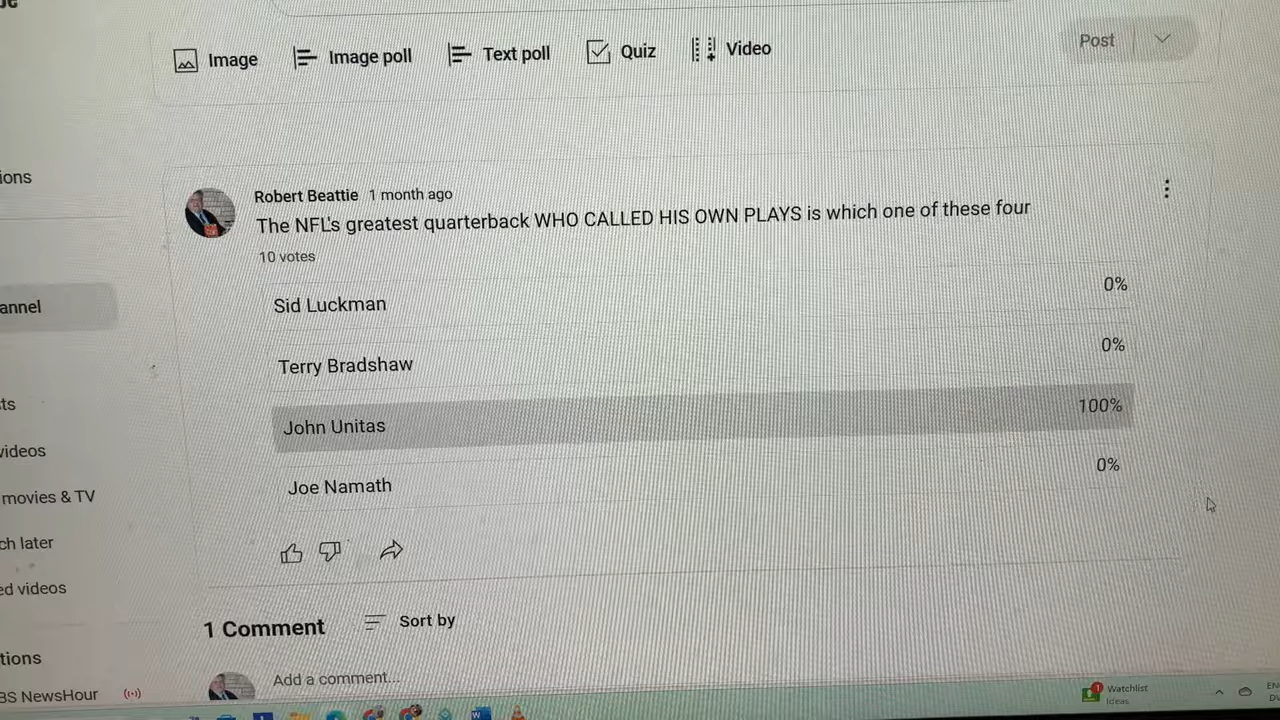 Image Image poll Text poll Quiz Video Post
ions
Robert Beattie 1 month ago
The NFL's greatest quarterback WHO CALLED HIS OWN PLAYS is which one of these four
10 votes
Sid Luckman 0%
annel
Terry Bradshaw 0%
ts
John Unitas 100%
videos
Joe Namath 0%
movies & TV
ch later
ed videos
1 Comment Sort by
tions
Add a comment...
BS NewsHour
Watchlist
Ideas